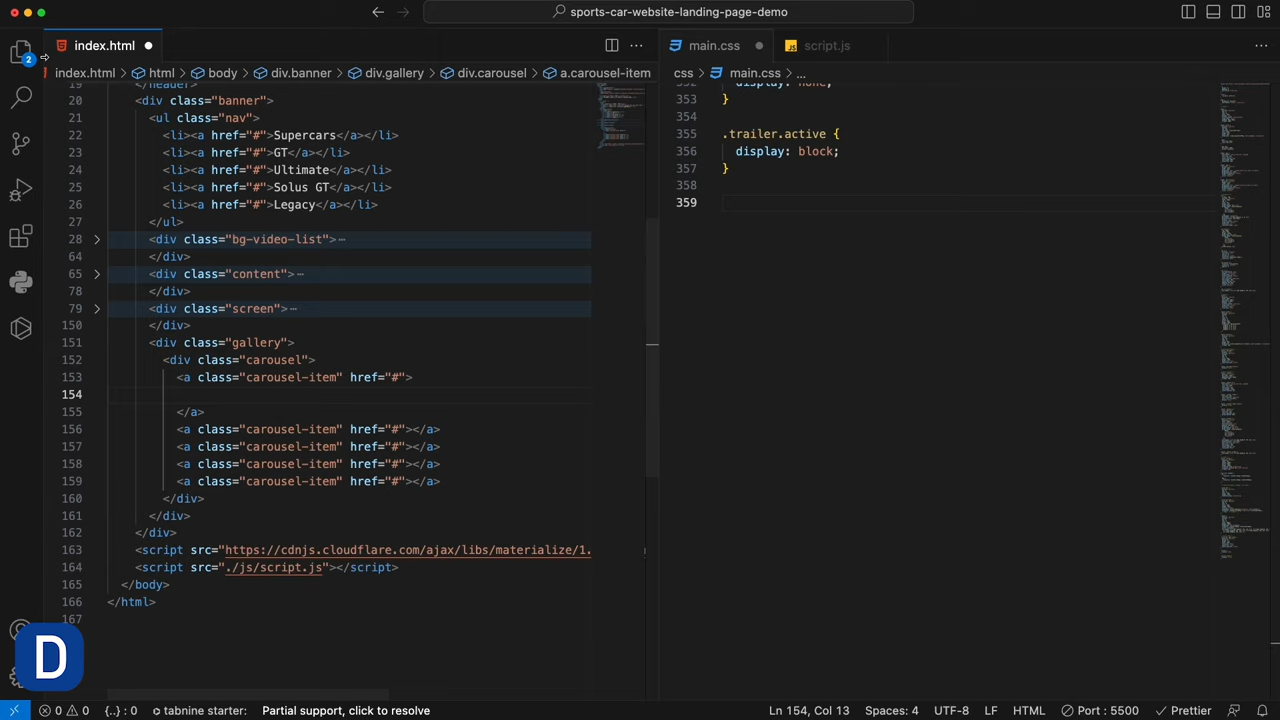 sports-car-website-landing-page-demo
index.html
main.css
script.js
2
index.html > html > body > div.banner > div.gallery > div.carousel > a.carousel-item
css > main.css > ...
19 </header>
20 <div class="banner">
21 <ul class="nav">
22 <li><a href="#">Supercars</a></li>
23 <li><a href="#">GT</a></li>
24 <li><a href="#">Ultimate</a></li>
25 <li><a href="#">Solus GT</a></li>
26 <li><a href="#">Legacy</a></li>
27 </ul>
28 <div class="bg-video-list">⋯
64 </div>
65 <div class="content">⋯
78 </div>
79 <div class="screen">⋯
150 </div>
151 <div class="gallery">
152 <div class="carousel">
153 <a class="carousel-item" href="#">
154
155 </a>
156 <a class="carousel-item" href="#"></a>
157 <a class="carousel-item" href="#"></a>
158 <a class="carousel-item" href="#"></a>
159 <a class="carousel-item" href="#"></a>
160 </div>
161 </div>
162 </div>
163 <script src="https://cdnjs.cloudflare.com/ajax/libs/materialize/1.
164 <script src="./js/script.js"></script>
165 </body>
166 </html>
167
352 display: none;
353 }
354
355 .trailer.active {
356 display: block;
357 }
358
359
D
0 0 {..} : 0 tabnine starter: Partial support, click to resolve Ln 154, Col 13 Spaces: 4 UTF-8 LF HTML Port : 5500 Prettier